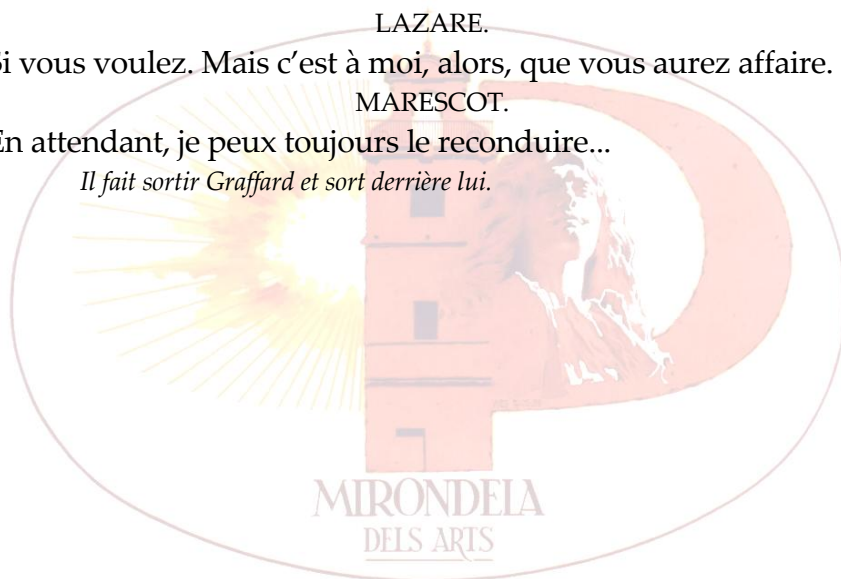 LAZARE.
Si vous voulez. Mais c’est à moi, alors, que vous aurez affaire.
MARESCOT.
En attendant, je peux toujours le reconduire...
Il fait sortir Graffard et sort derrière lui.
MIRONDELA
DELS ARTS